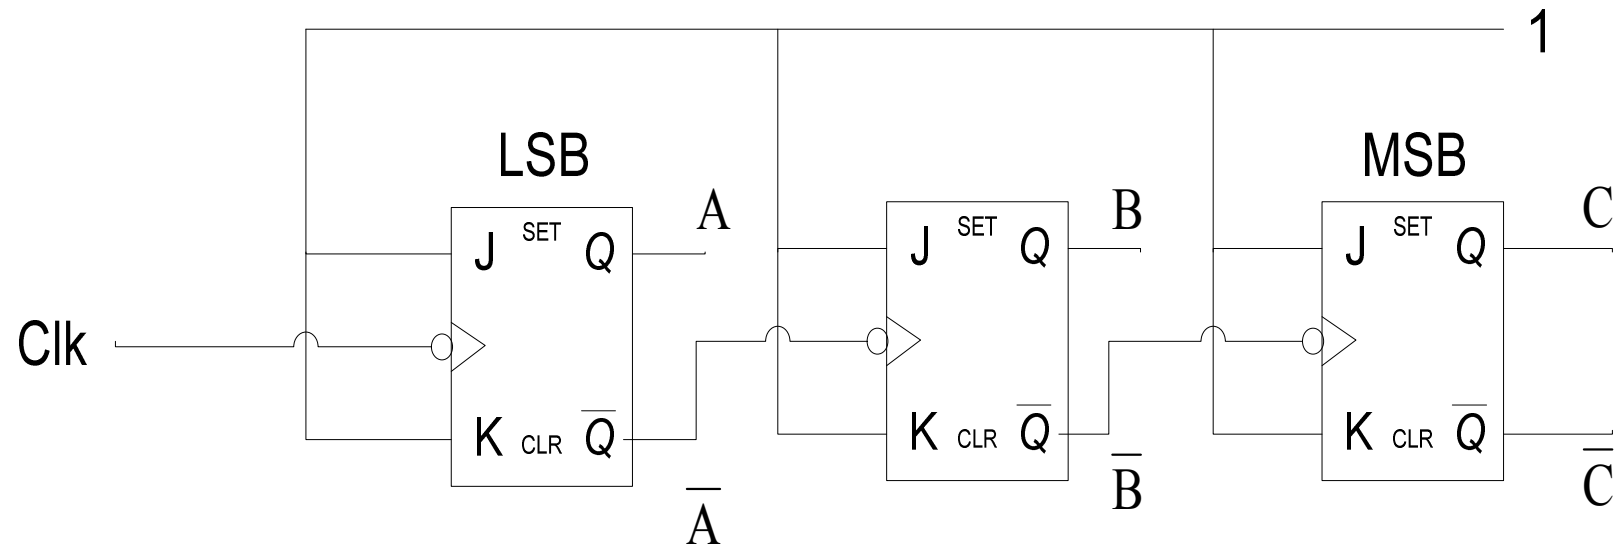 1
LSB MSB
A B C
J SET Q J SET Q J SET Q
Clk
K CLR Q̅ K CLR Q̅ K CLR Q̅
A̅ B̅ C̅